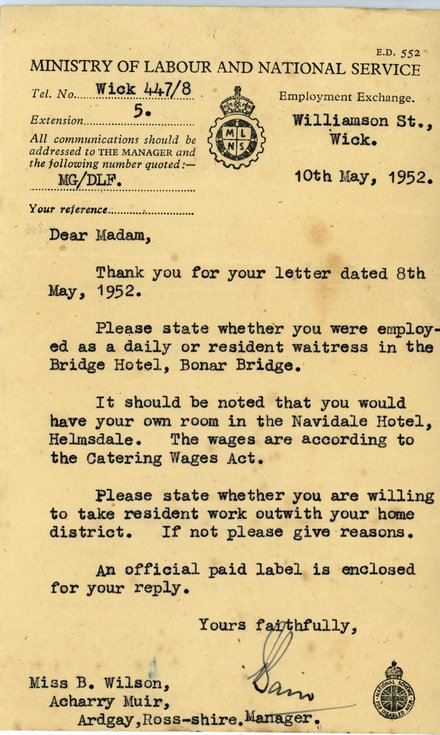 E.D. 552
MINISTRY OF LABOUR AND NATIONAL SERVICE
Tel. No. Wick 447/8
Extension 5.
All communications should be
addressed to THE MANAGER and
the following number quoted:—
MG/DLF.
Your reference
Employment Exchange.
Williamson St.,
Wick.
10th May, 1952.
M L
N S
Dear Madam,
Thank you for your letter dated 8th
May, 1952.
Please state whether you were employ-
ed as a daily or resident waitress in the
Bridge Hotel, Bonar Bridge.
It should be noted that you would
have your own room in the Navidale Hotel,
Helmsdale. The wages are according to
the Catering Wages Act.
Please state whether you are willing
to take resident work outwith your home
district. If not please give reasons.
An official paid label is enclosed
for your reply.
Yours faithfully,
Manager.
Miss B. Wilson,
Acharry Muir,
Ardgay,Ross-shire.